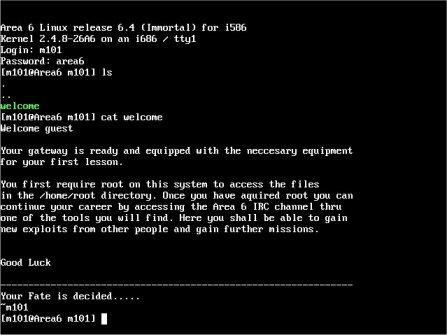 Area 6 Linux release 6.4 (Immortal) for i586
Kernel 2.4.8-26A6 on an i686 / tty1
Login: m101
Password: area6
[m101@Area6 m101] ls
.
..
welcome
[m101@Area6 m101] cat welcome
Welcome guest
Your gateway is ready and equipped with the neccesary equipment
for your first lesson.
You first require root on this system to access the files
in the /home/root directory. Once you have aquired root you can
continue your career by accessing the Area 6 IRC channel thru
one of the tools you will find. Here you shall be able to gain
new exploits from other people and gain further missions.
Good Luck
----------------------------------------------------------------
Your Fate is decided.....
~m101
[m101@Area6 m101]